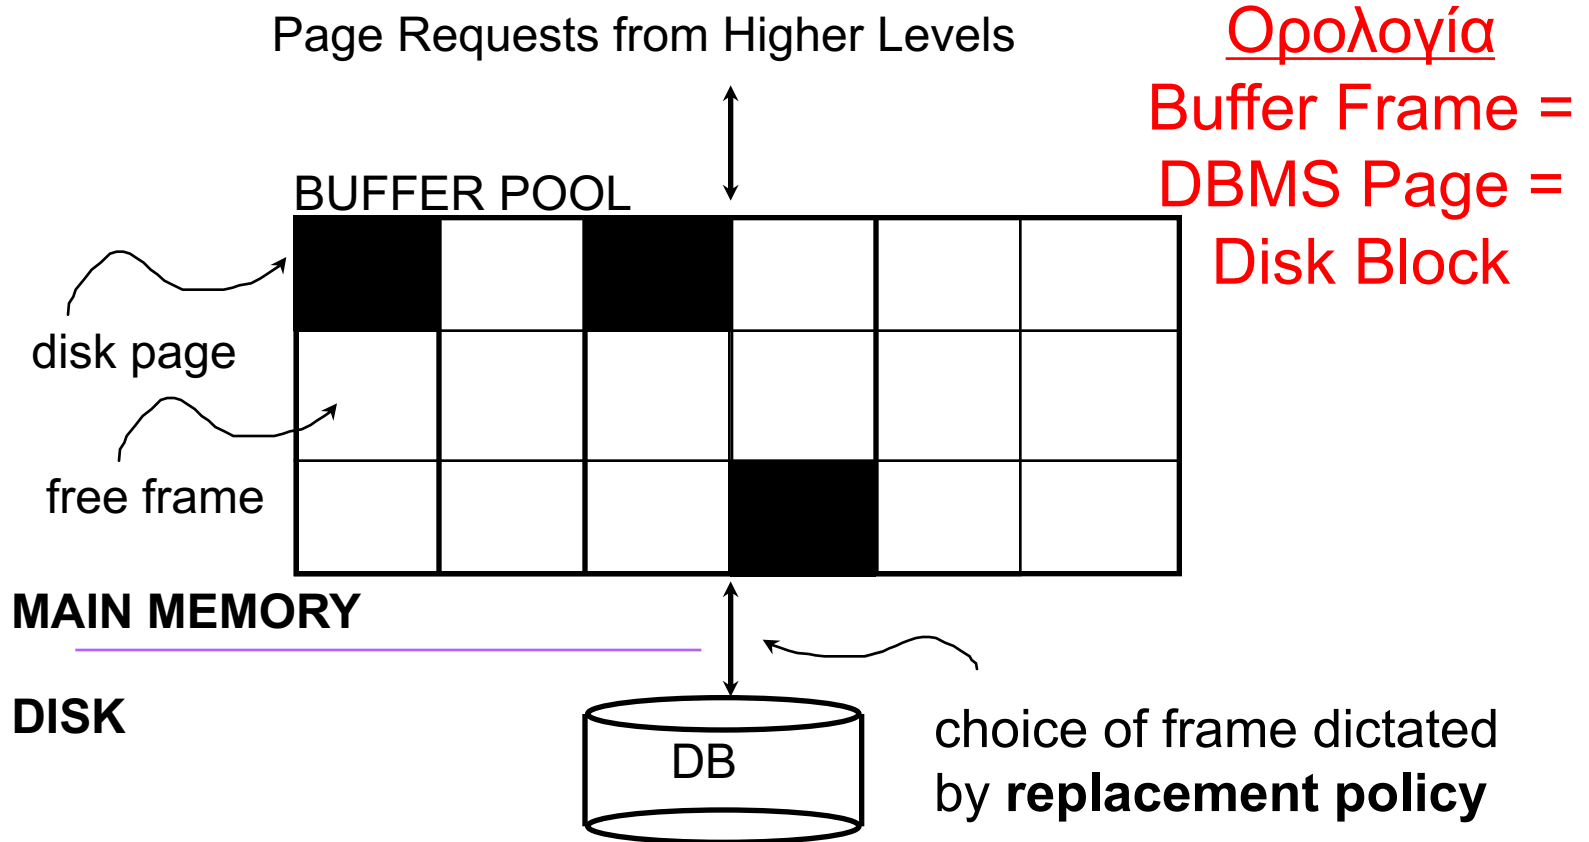 Page Requests from Higher Levels
Ορολογία
Buffer Frame =
DBMS Page =
Disk Block
BUFFER POOL
disk page
free frame
MAIN MEMORY
DISK
DB
choice of frame dictated
by replacement policy